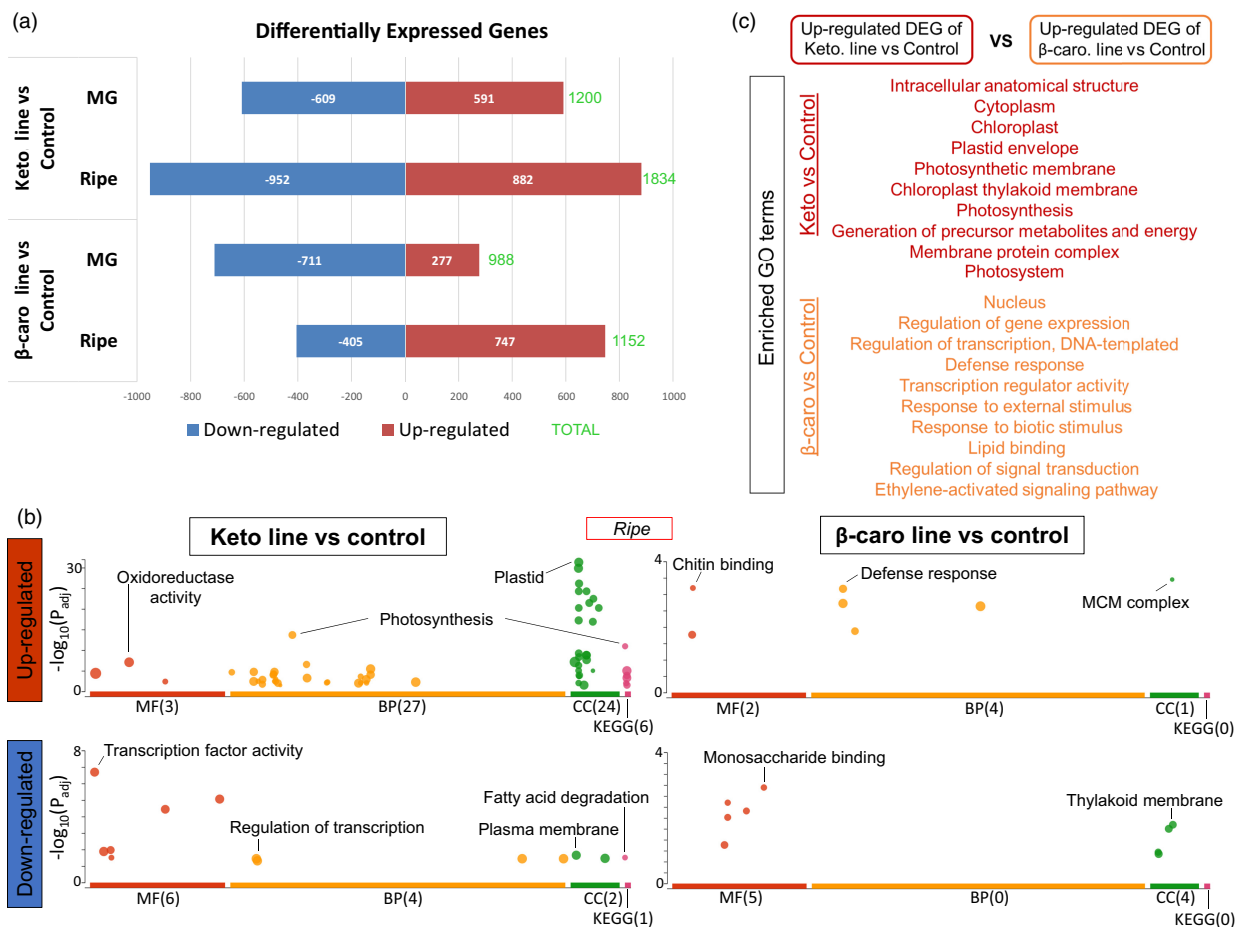 (a)
Differentially Expressed Genes
Keto line vs
Control
MG
-609
591
1200
Ripe
-952
882
1834
β-caro line vs
Control
MG
-711
277
988
Ripe
-405
747
1152
-1000 -800 -600 -400 -200 0 200 400 600 800 1000
Down-regulated Up-regulated TOTAL
(c)
Up-regulated DEG of
Keto. line vs Control
VS
Up-regulated DEG of
β-caro. line vs Control
Enriched GO terms
Keto vs Control
Intracellular anatomical structure
Cytoplasm
Chloroplast
Plastid envelope
Photosynthetic membrane
Chloroplast thylakoid membrane
Photosynthesis
Generation of precursor metabolites and energy
Membrane protein complex
Photosystem
β-caro vs Control
Nucleus
Regulation of gene expression
Regulation of transcription, DNA-templated
Defense response
Transcription regulator activity
Response to external stimulus
Response to biotic stimulus
Lipid binding
Regulation of signal transduction
Ethylene-activated signaling pathway
(b)
Keto line vs control
Ripe
β-caro line vs control
Up-regulated
-log10(Padj)
30
0
Oxidoreductase
activity
Photosynthesis
Plastid
MF(3)
BP(27)
CC(24)
KEGG(6)
4
0
Chitin binding
Defense response
MCM complex
MF(2)
BP(4)
CC(1)
KEGG(0)
Down-regulated
-log10(Padj)
8
0
Transcription factor activity
Regulation of transcription
Fatty acid degradation
Plasma membrane
MF(6)
BP(4)
CC(2)
KEGG(1)
4
0
Monosaccharide binding
Thylakoid membrane
MF(5)
BP(0)
CC(4)
KEGG(0)